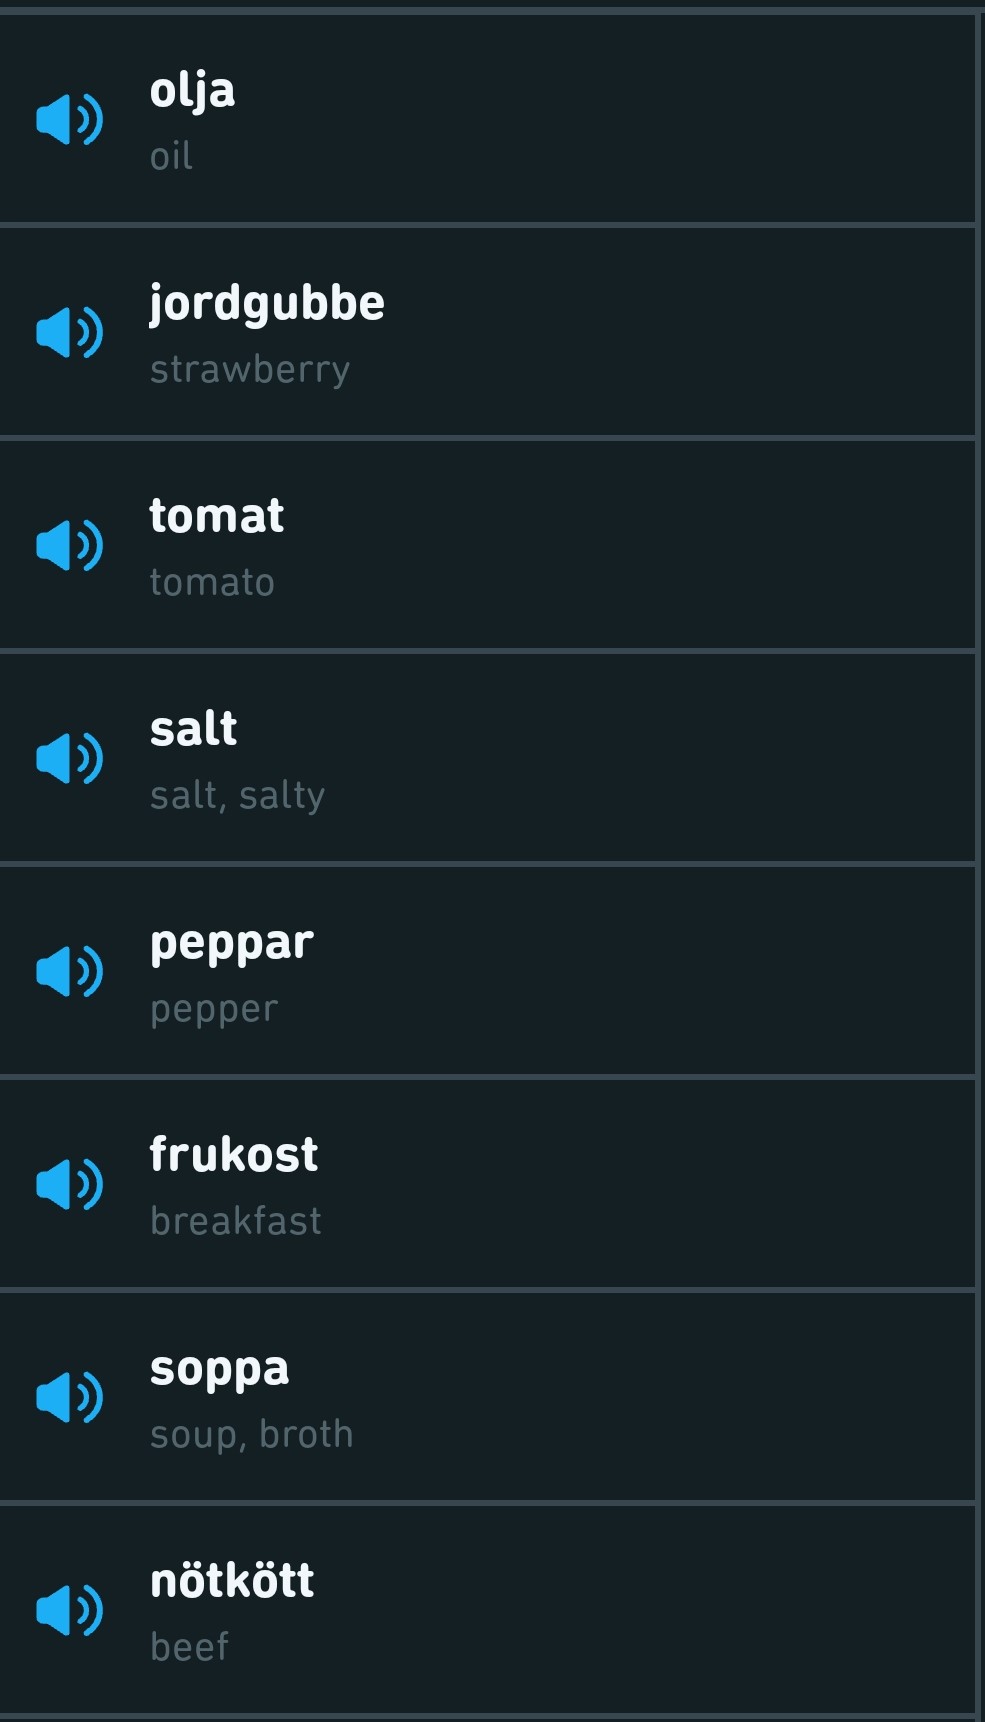 olja
oil
jordgubbe
strawberry
tomat
tomato
salt
salt, salty
peppar
pepper
frukost
breakfast
soppa
soup, broth
nötkött
beef